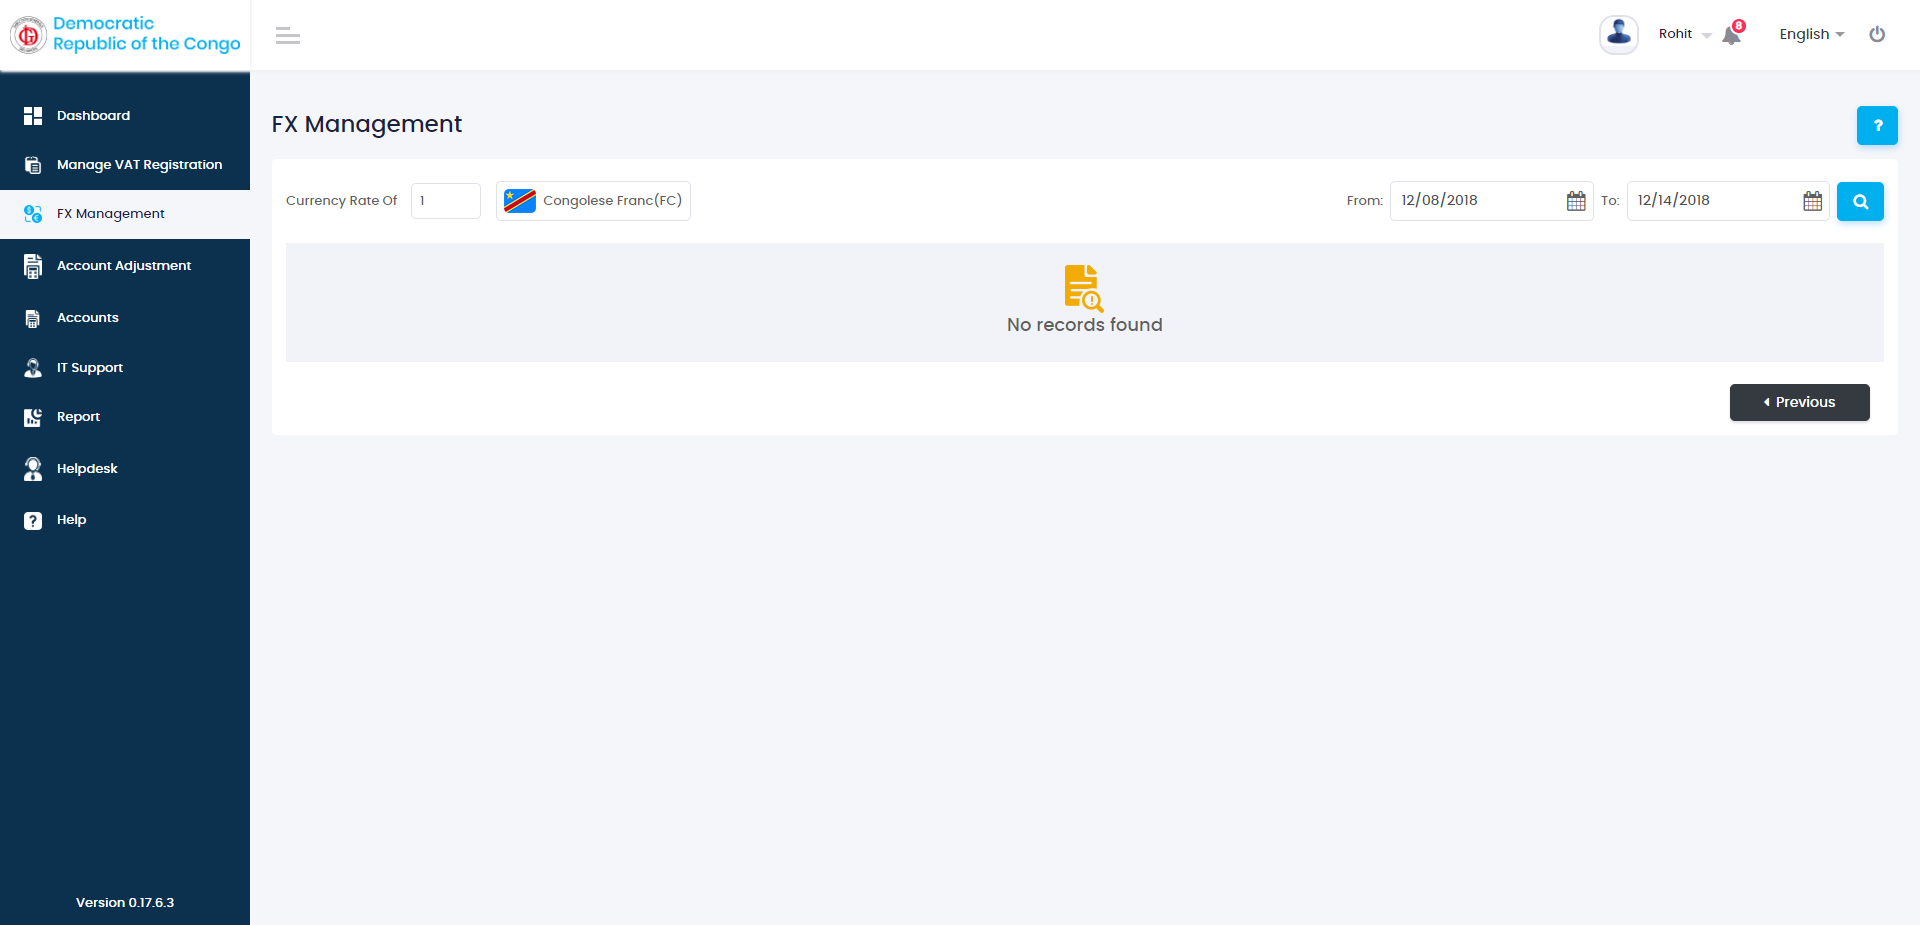 Democratic
Republic of the Congo
Rohit
8
English
Dashboard
Manage VAT Registration
FX Management
Account Adjustment
Accounts
IT Support
Report
Helpdesk
Help
Version 0.17.6.3
FX Management
?
Currency Rate Of
1
Congolese Franc(FC)
From:
12/08/2018
To:
12/14/2018
No records found
Previous